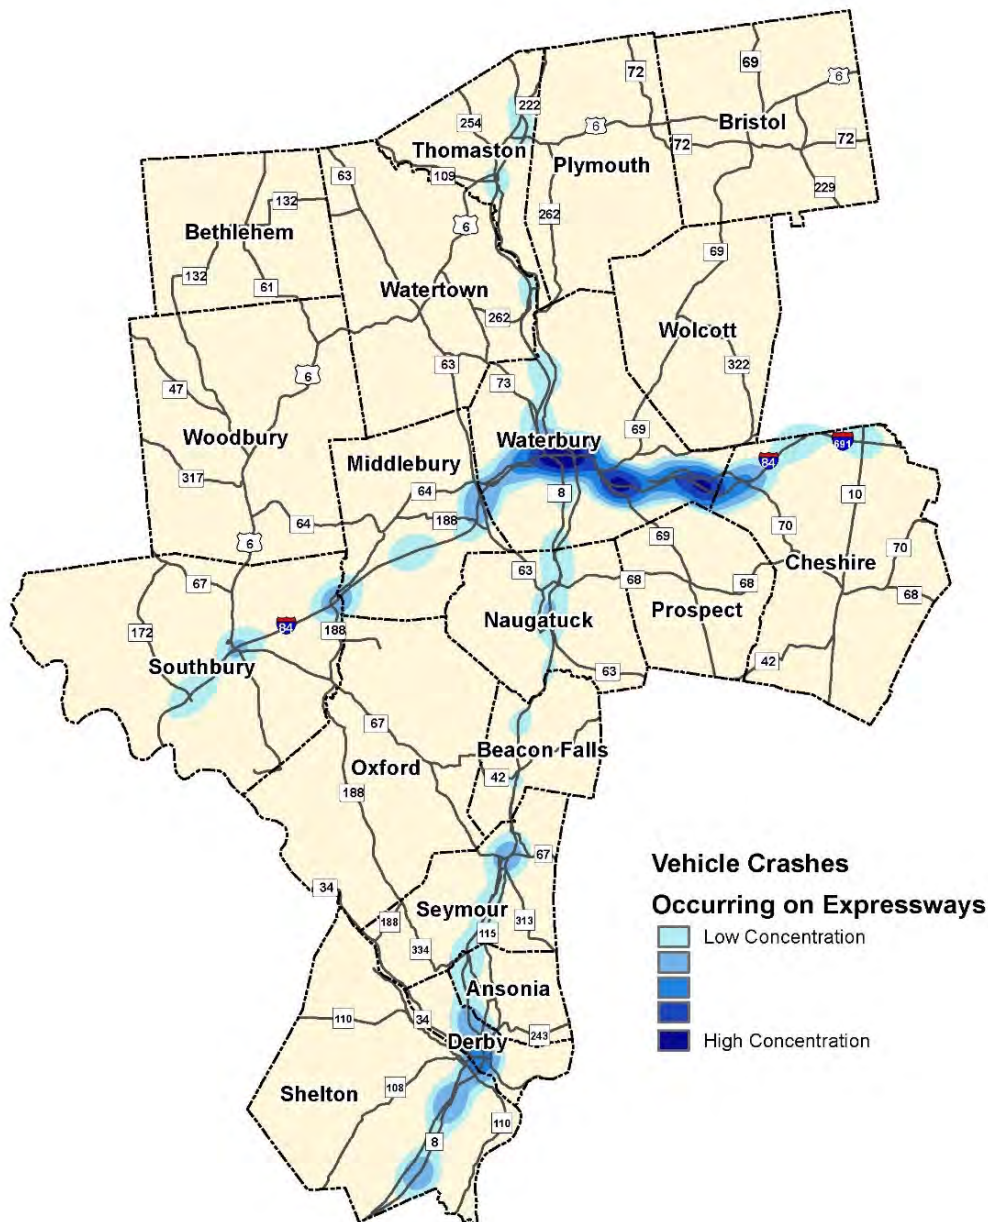 69
72
6
222
254
6
Bristol
Thomaston
72
72
Plymouth
63
109
229
132
262
6
Bethlehem
69
132
61
Watertown
262
Wolcott
63
322
6
73
47
69
Woodbury
Waterbury
691
Middlebury
84
317
64
8
10
188
64
70
69
6
70
Cheshire
63
67
68
68
68
Prospect
172
84
188
Naugatuck
42
Southbury
63
67
Beacon Falls
Oxford
42
188
67
Vehicle Crashes
34
Occurring on Expressways
Seymour
188
313
115
Low Concentration
334
Ansonia
110
34
243
Derby
High Concentration
108
Shelton
110
8